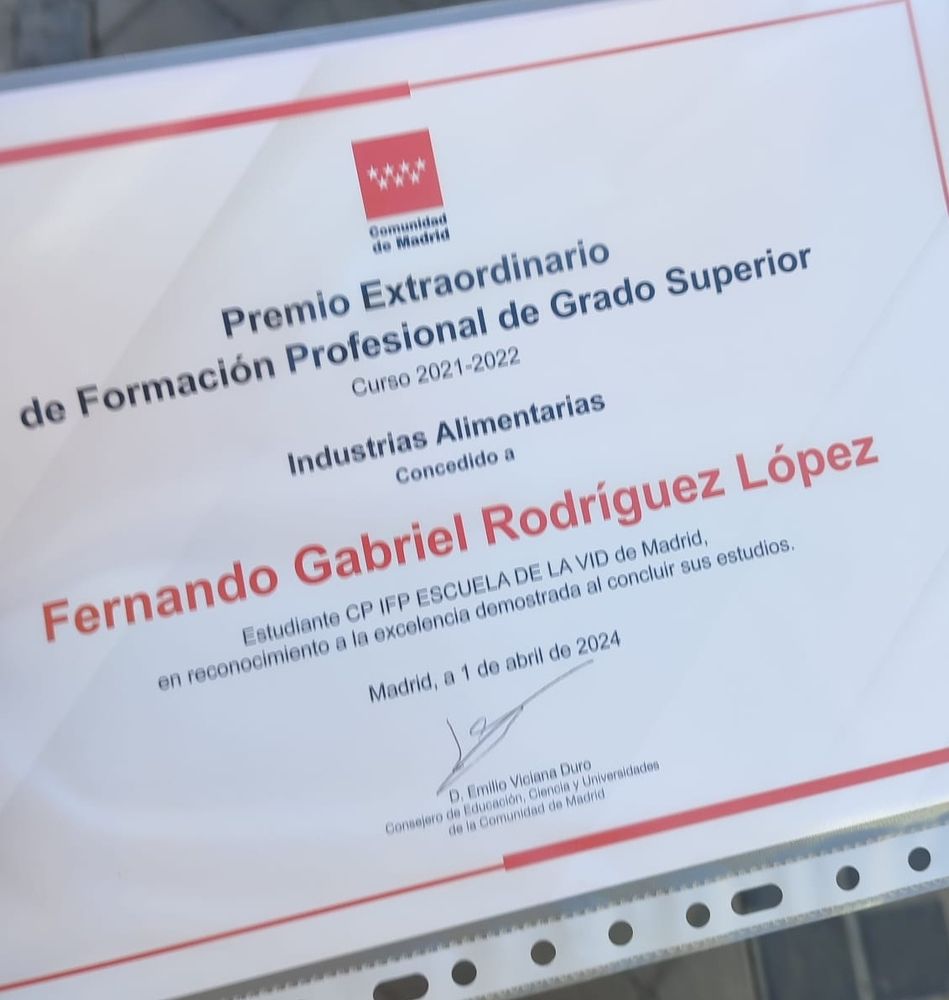 Comunidad
de Madrid
Premio Extraordinario
de Formación Profesional de Grado Superior
Curso 2021-2022
Industrias Alimentarias
Concedido a
Fernando Gabriel Rodríguez López
Estudiante CP IFP ESCUELA DE LA VID de Madrid,
en reconocimiento a la excelencia demostrada al concluir sus estudios.
Madrid, a 1 de abril de 2024
D. Emilio Viciana Duro
Consejero de Educación, Ciencia y Universidades
de la Comunidad de Madrid